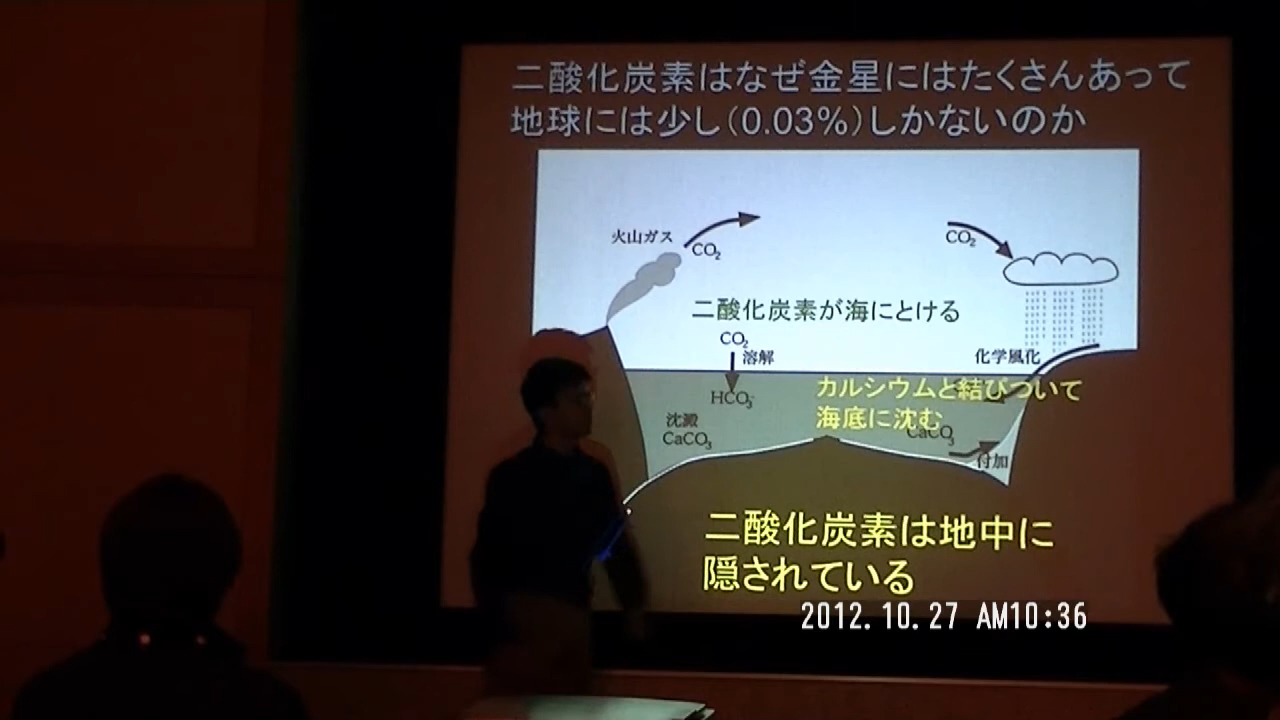 二酸化炭素はなぜ金星にはたくさんあって
地球には少し(0.03%)しかないのか
火山ガス
CO₂
CO₂
二酸化炭素が海にとける
CO₂
溶解
化学風化
HCO₃⁻
カルシウムと結びついて
海底に沈む
沈澱
CaCO₃
CaCO₃
付加
二酸化炭素は地中に
隠されている
2012.10.27 AM10:36